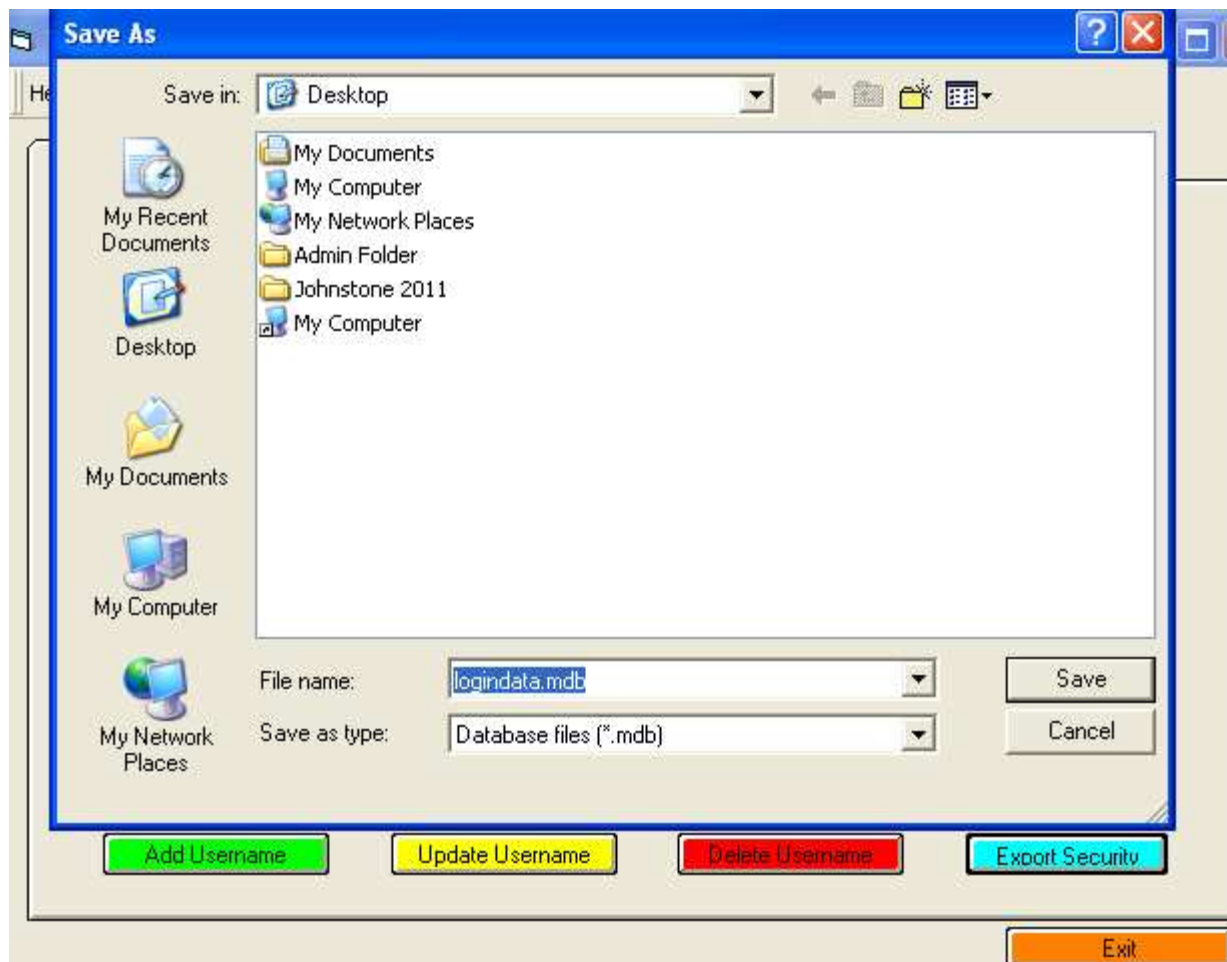 Save As
He
Save in:
Desktop
My Recent
Documents
Desktop
My Documents
My Computer
My Network
Places
My Documents
My Computer
My Network Places
Admin Folder
Johnstone 2011
My Computer
File name:
logindata.mdb
Save
Save as type:
Database files (*.mdb)
Cancel
Add Username
Update Username
Delete Username
Export Security
Exit